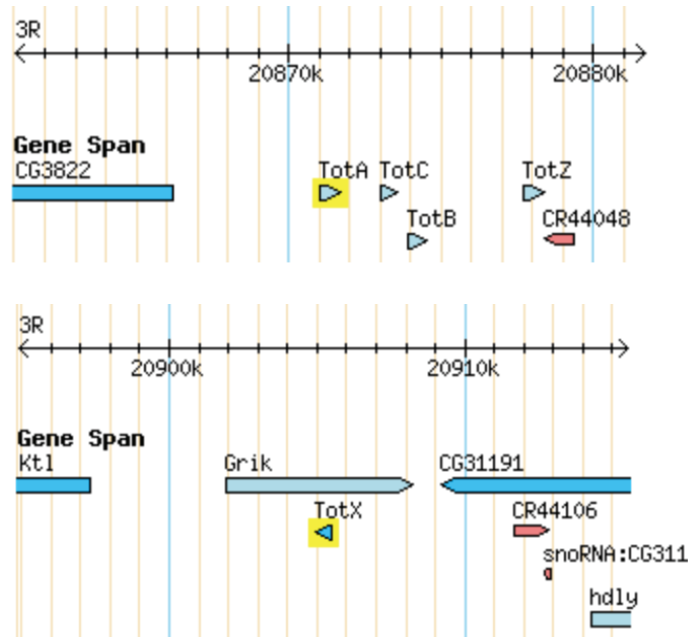 3R
20870k 20880k
Gene Span
CG3822 TotA TotC TotZ
TotB CR44048
3R
20900k 20910k
Gene Span
Ktl Grik CG31191
TotX CR44106
snoRNA:CG311
hdly